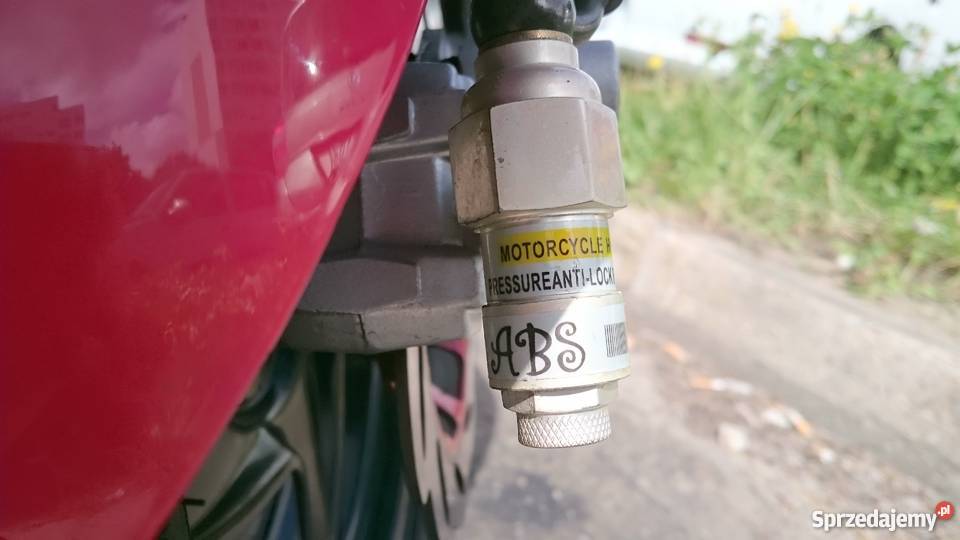 MOTORCYCLE H
PRESSUREANTI-LOCK
ABS
Sprzedajemy.pl